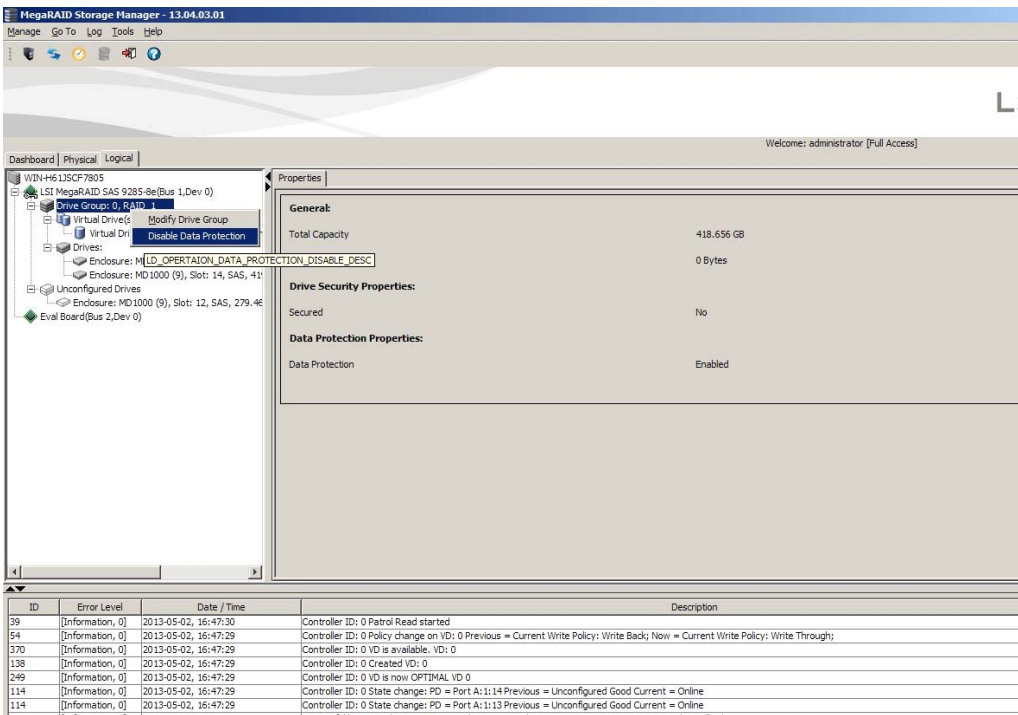 MegaRAID Storage Manager - 13.04.03.01
Manage Go To Log Tools Help
L
Welcome: administrator [Full Access]
Dashboard Physical Logical
WIN-H61JSCF7805
LSI MegaRAID SAS 9285-8e(Bus 1,Dev 0)
Drive Group: 0, RAID 1
Virtual Drive(s
Virtual Dri
Drives:
Enclosure: M
Enclosure: MD1000 (9), Slot: 14, SAS, 41
Unconfigured Drives
Enclosure: MD1000 (9), Slot: 12, SAS, 279.46
Eval Board(Bus 2,Dev 0)
Modify Drive Group
Disable Data Protection
LD_OPERTAION_DATA_PROTECTION_DISABLE_DESC
Properties
General:
Total Capacity 418.656 GB
0 Bytes
Drive Security Properties:
Secured No
Data Protection Properties:
Data Protection Enabled
ID Error Level Date / Time Description
39 [Information, 0] 2013-05-02, 16:47:30 Controller ID: 0 Patrol Read started
54 [Information, 0] 2013-05-02, 16:47:29 Controller ID: 0 Policy change on VD: 0 Previous = Current Write Policy: Write Back; Now = Current Write Policy: Write Through;
370 [Information, 0] 2013-05-02, 16:47:29 Controller ID: 0 VD is available. VD: 0
138 [Information, 0] 2013-05-02, 16:47:29 Controller ID: 0 Created VD: 0
249 [Information, 0] 2013-05-02, 16:47:29 Controller ID: 0 VD is now OPTIMAL VD 0
114 [Information, 0] 2013-05-02, 16:47:29 Controller ID: 0 State change: PD = Port A:1:14 Previous = Unconfigured Good Current = Online
114 [Information, 0] 2013-05-02, 16:47:29 Controller ID: 0 State change: PD = Port A:1:13 Previous = Unconfigured Good Current = Online